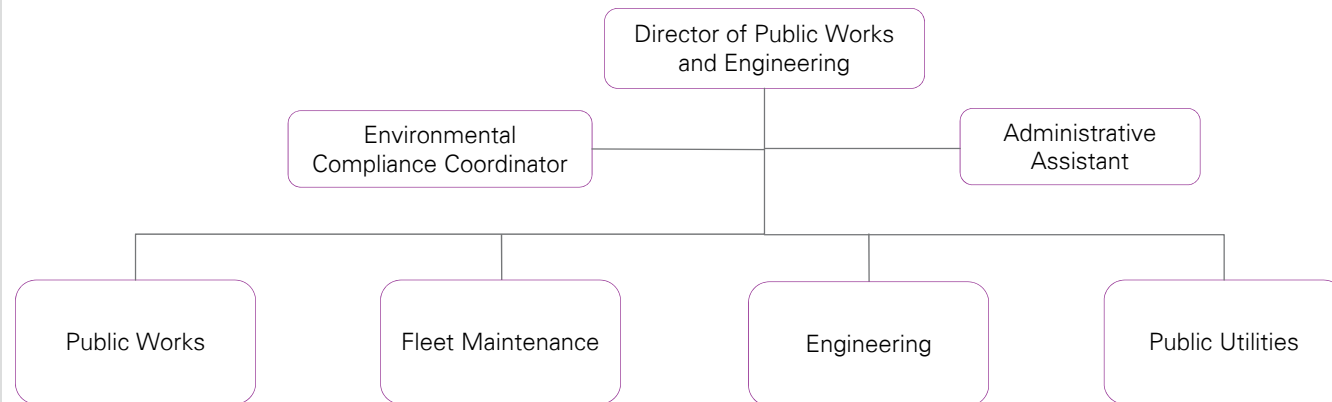 Director of Public Works
and Engineering
Environmental
Compliance Coordinator
Administrative
Assistant
Public Works
Fleet Maintenance
Engineering
Public Utilities